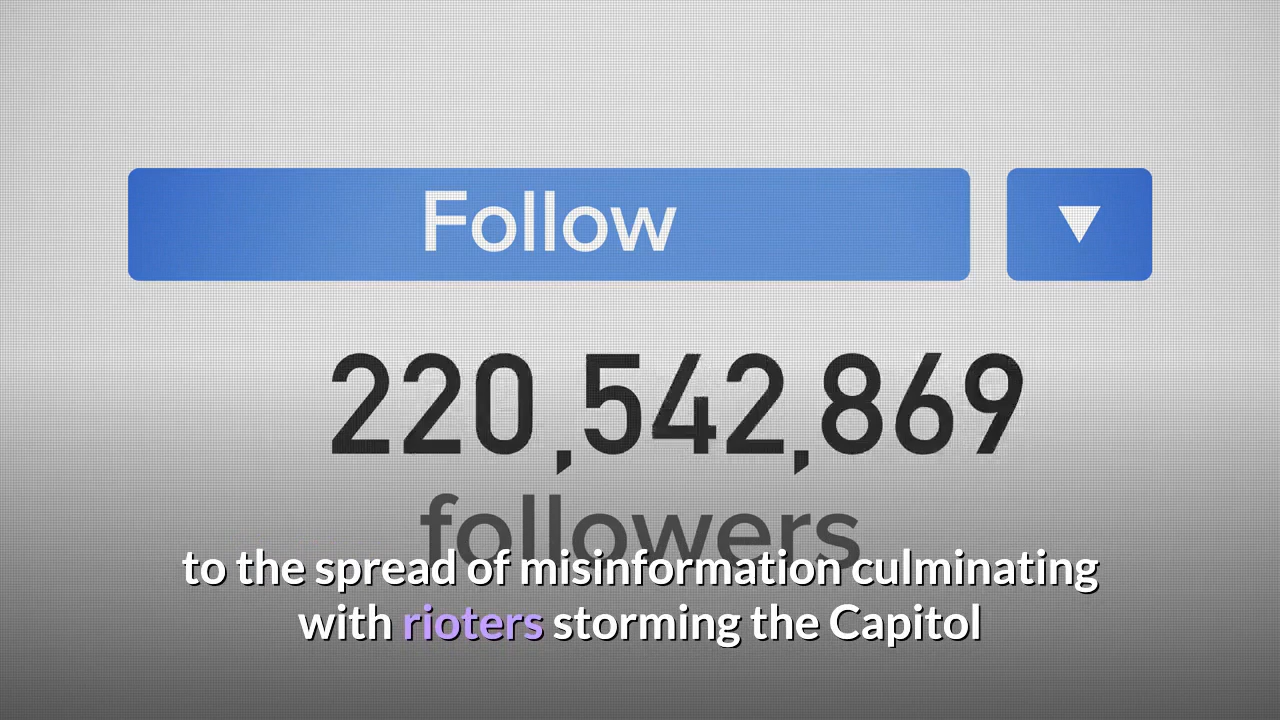 Follow
220,542,869
followers
to the spread of misinformation culminating
with rioters storming the Capitol